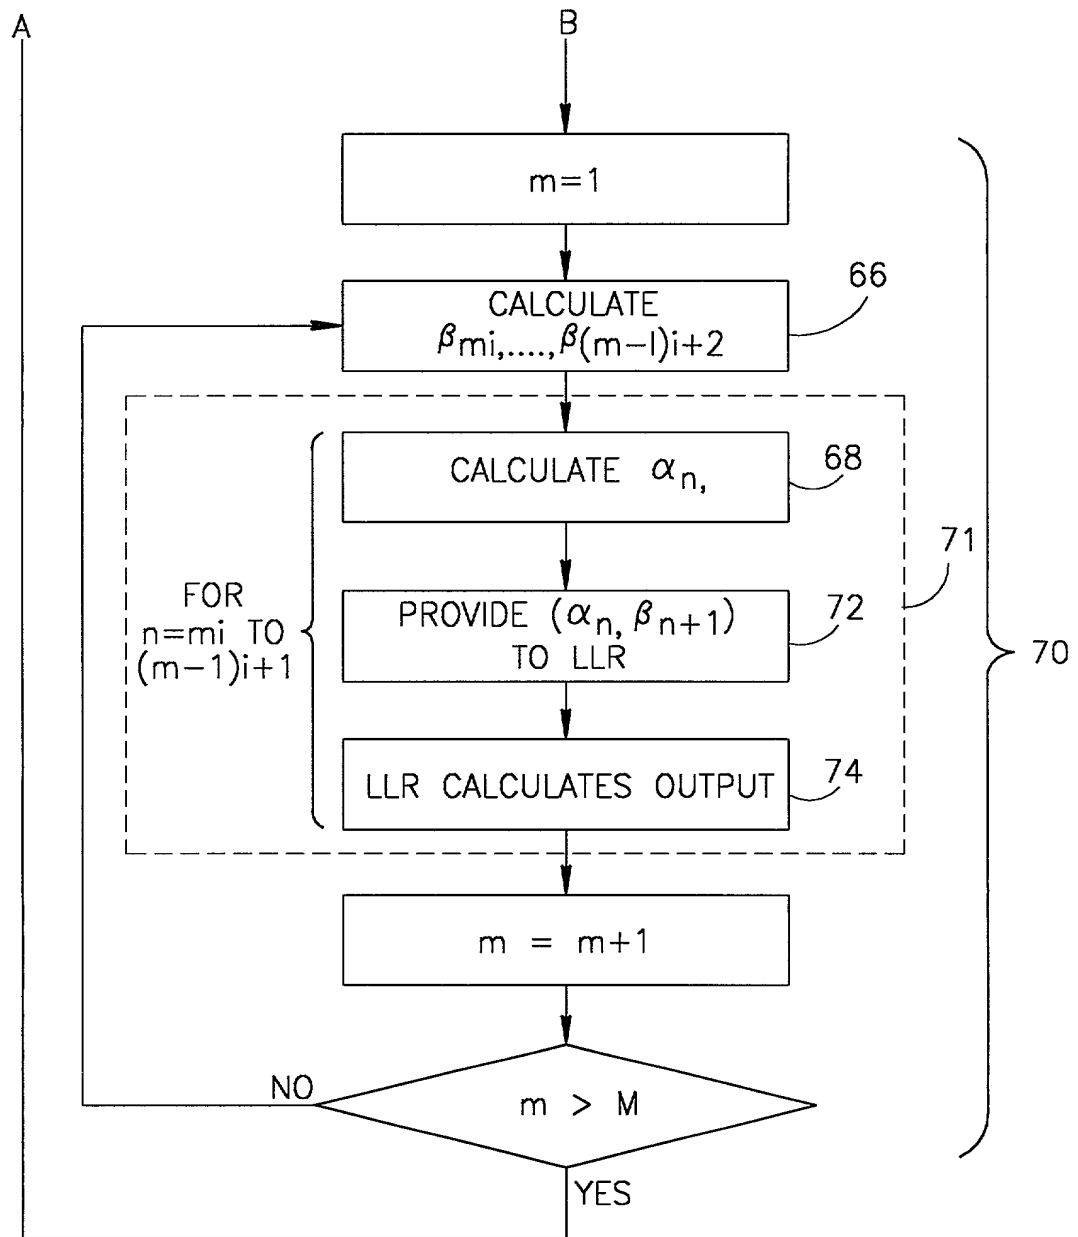 A
B
m=1
66
CALCULATE
βmi,....,β(m-1)i+2
68
CALCULATE αn,
71
FOR
n=mi TO
(m-1)i+1
72
PROVIDE (αn, βn+1)
TO LLR
70
74
LLR CALCULATES OUTPUT
m = m+1
NO
m > M
YES